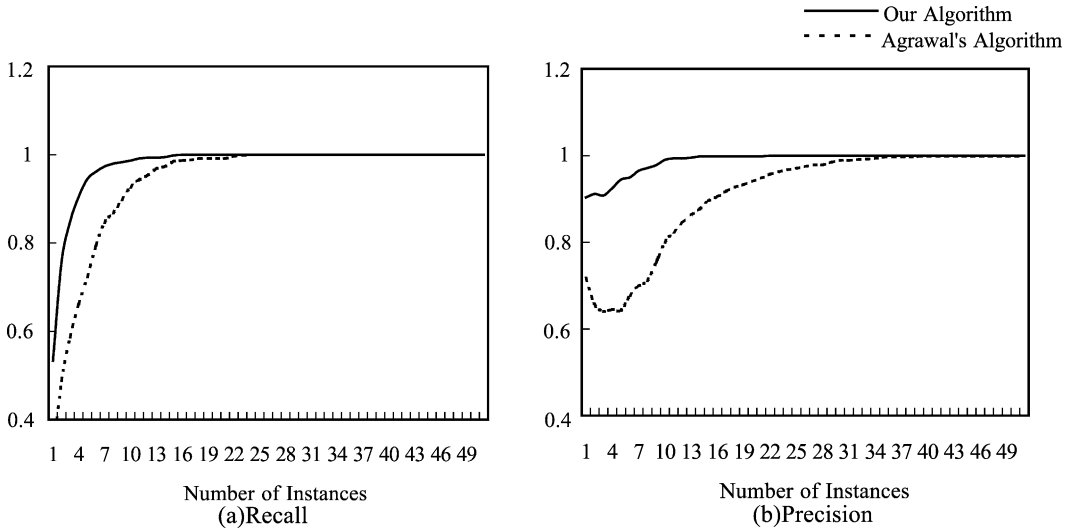 Our Algorithm
Agrawal's Algorithm
1.2
1
0.8
0.6
0.4
1 4 7 10 13 16 19 22 25 28 31 34 37 40 43 46 49
Number of Instances
(a)Recall
1.2
1
0.8
0.6
0.4
1 4 7 10 13 16 19 22 25 28 31 34 37 40 43 46 49
Number of Instances
(b)Precision